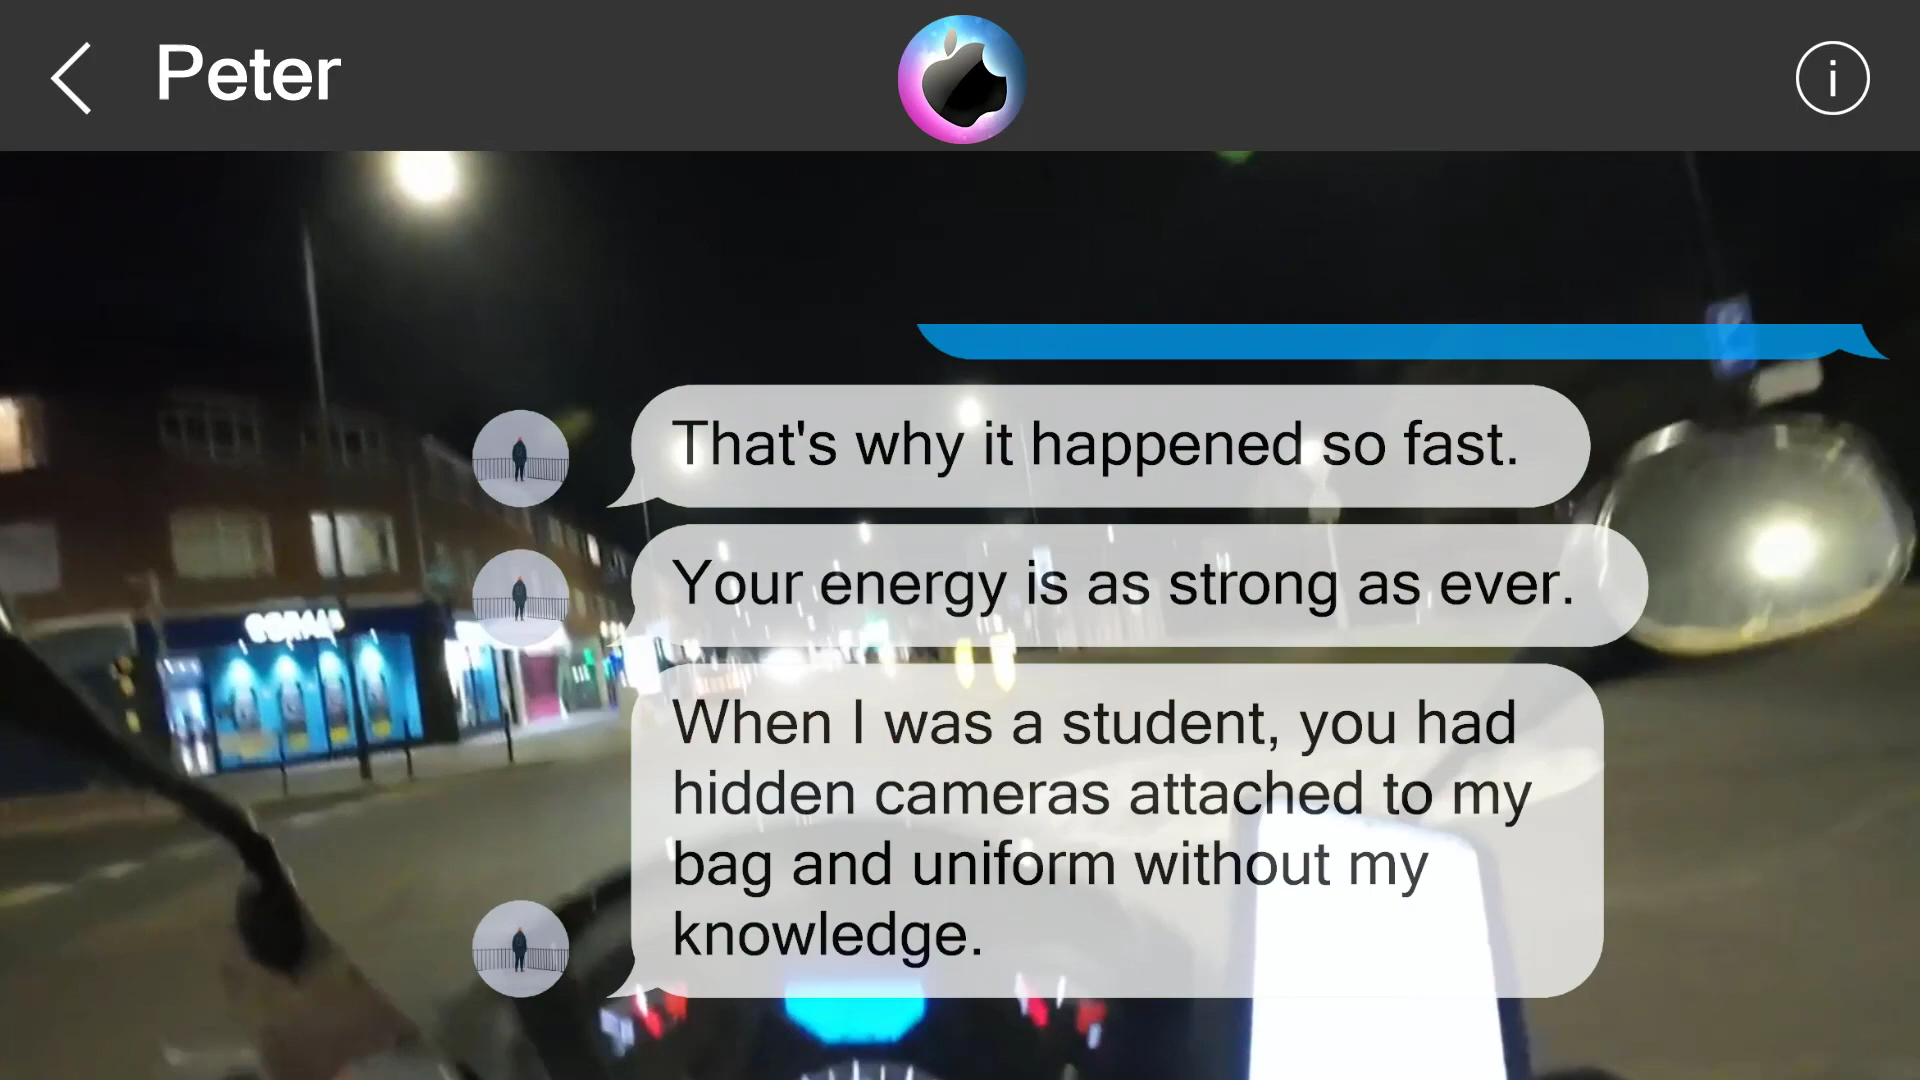 Peter
i
That's why it happened so fast.
Your energy is as strong as ever.
When I was a student, you had
hidden cameras attached to my
bag and uniform without my
knowledge.